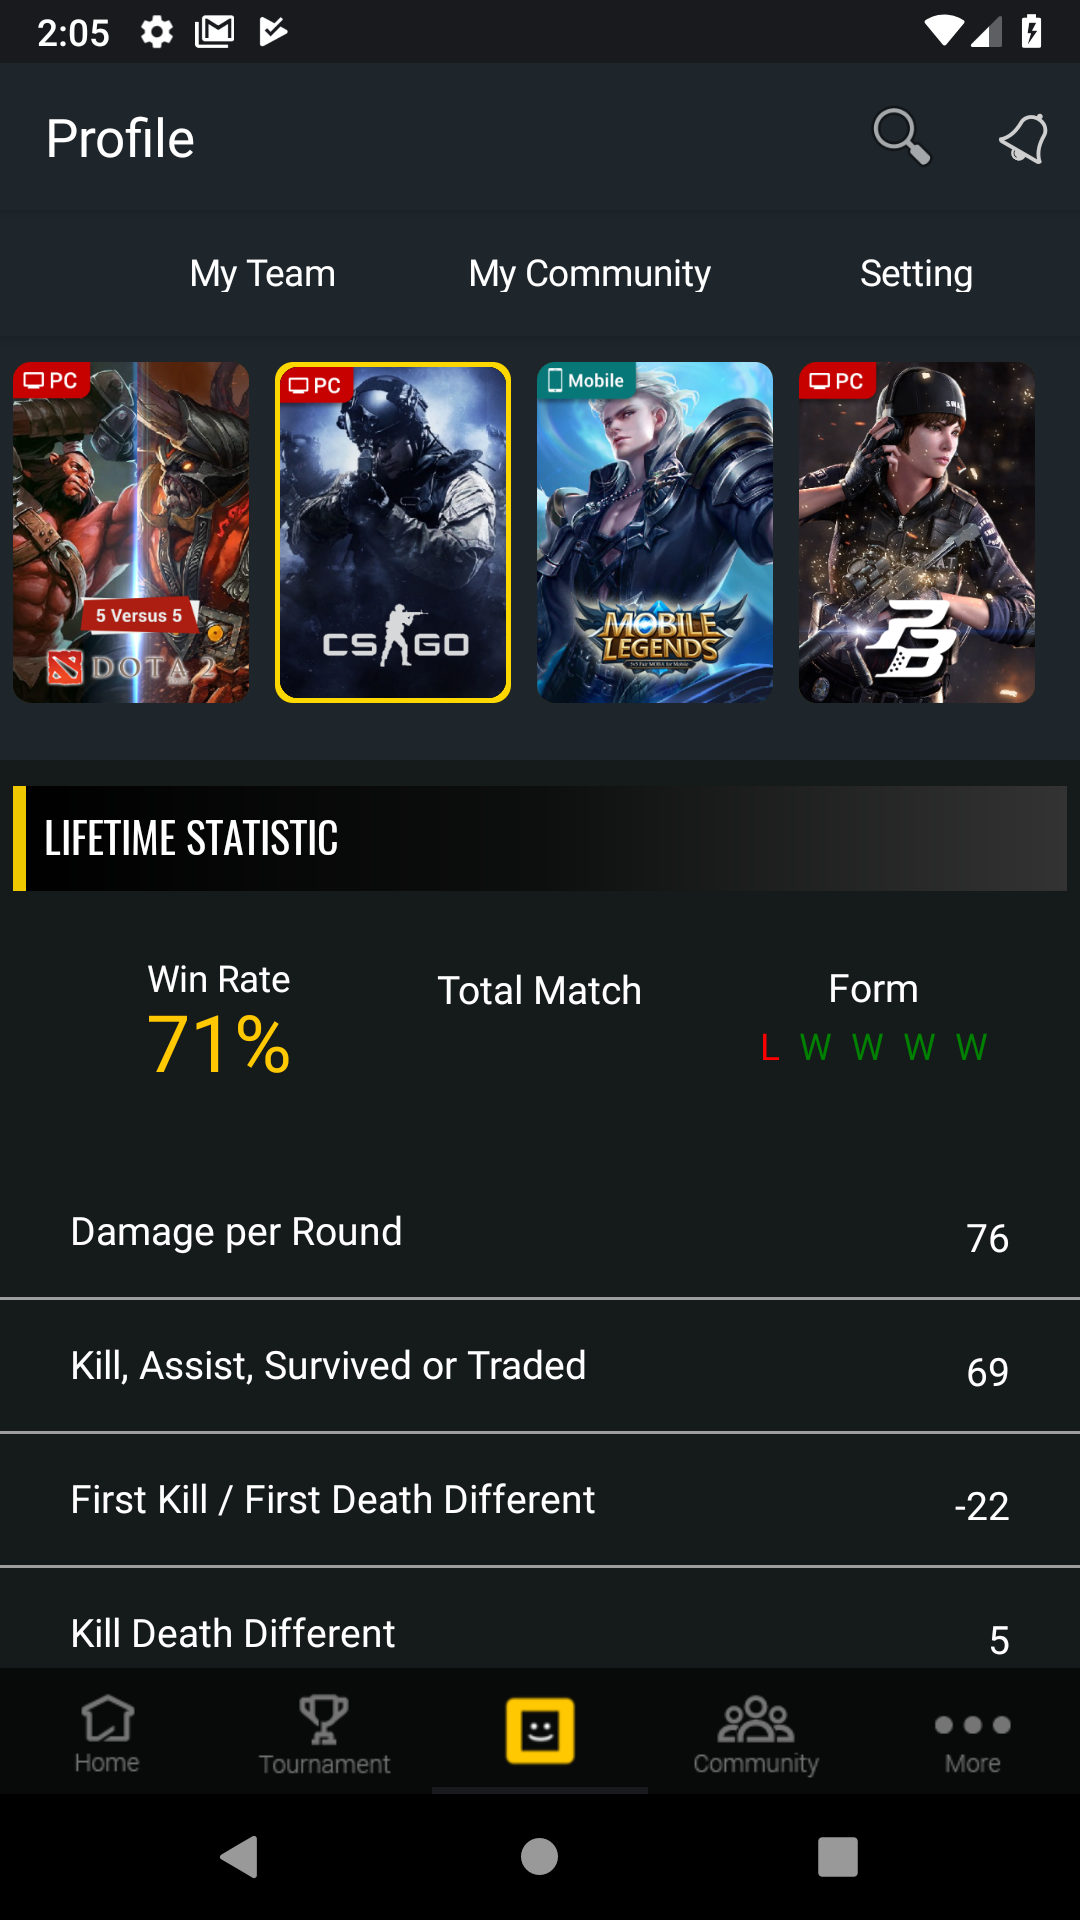 2:05
Profile
My Team My Community Setting
PC PC Mobile PC
SWAT
5 Versus 5
DOTA 2 CS GO MOBILE LEGENDS PB
LIFETIME STATISTIC
Win Rate Total Match Form
71% L W W W W
Damage per Round 76
Kill, Assist, Survived or Traded 69
First Kill / First Death Different -22
Kill Death Different 5
Home Tournament Community More